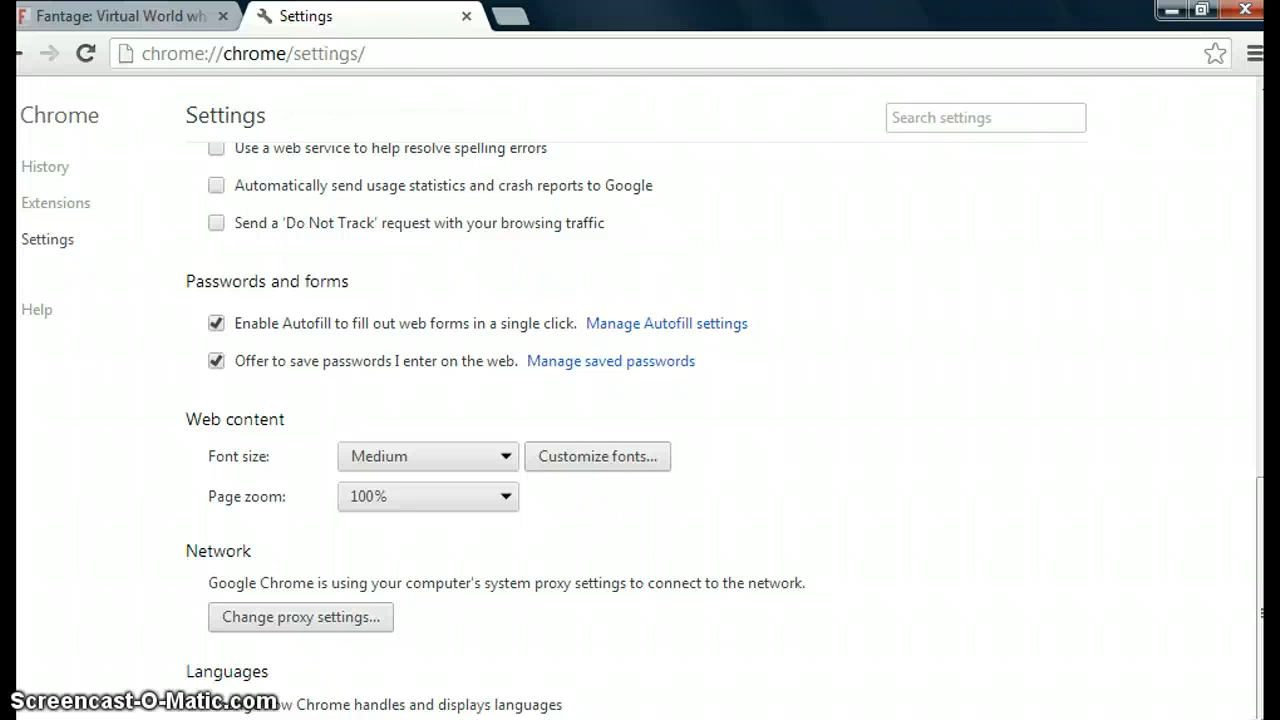 F Fantage: Virtual World wh
Settings
chrome://chrome/settings/
Chrome
Settings
Search settings
History
Extensions
Settings
Help
Use a web service to help resolve spelling errors
Automatically send usage statistics and crash reports to Google
Send a 'Do Not Track' request with your browsing traffic
Passwords and forms
Enable Autofill to fill out web forms in a single click. Manage Autofill settings
Offer to save passwords I enter on the web. Manage saved passwords
Web content
Font size: Medium Customize fonts...
Page zoom: 100%
Network
Google Chrome is using your computer's system proxy settings to connect to the network.
Change proxy settings...
Languages
Chrome handles and displays languages
Screencast-O-Matic.com